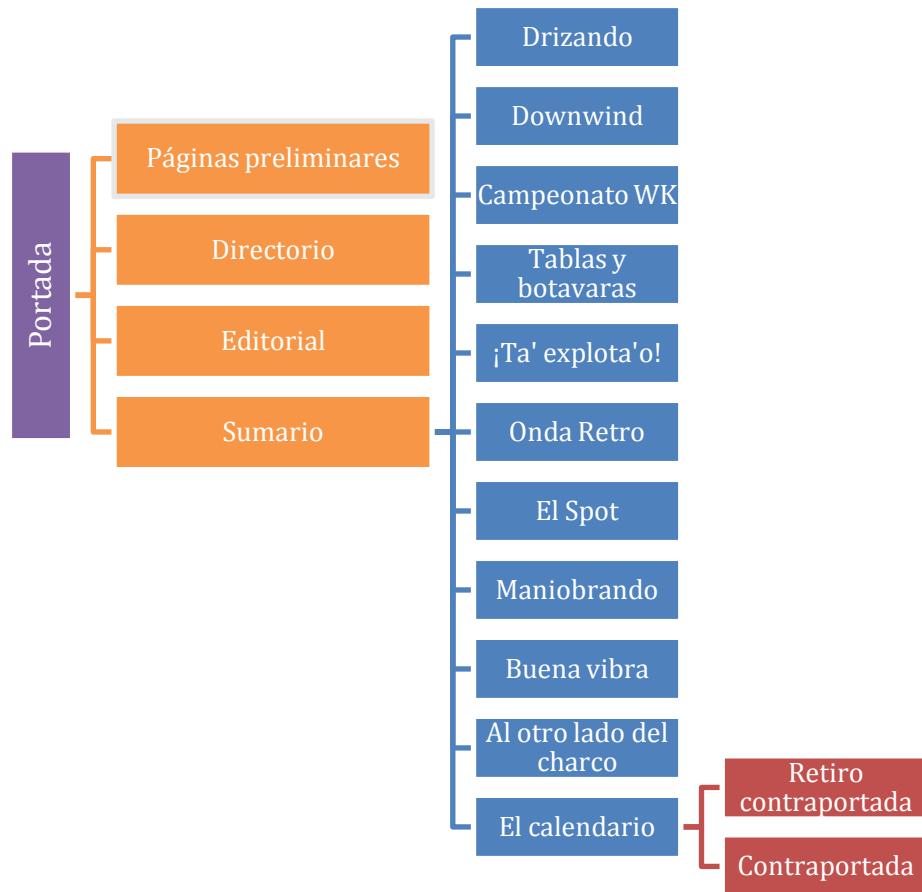 Portada
Páginas preliminares
Directorio
Editorial
Sumario
Drizando
Downwind
Campeonato WK
Tablas y
botavaras
¡Ta' explota'o!
Onda Retro
El Spot
Maniobrando
Buena vibra
Al otro lado del
charco
El calendario
Retiro
contraportada
Contraportada